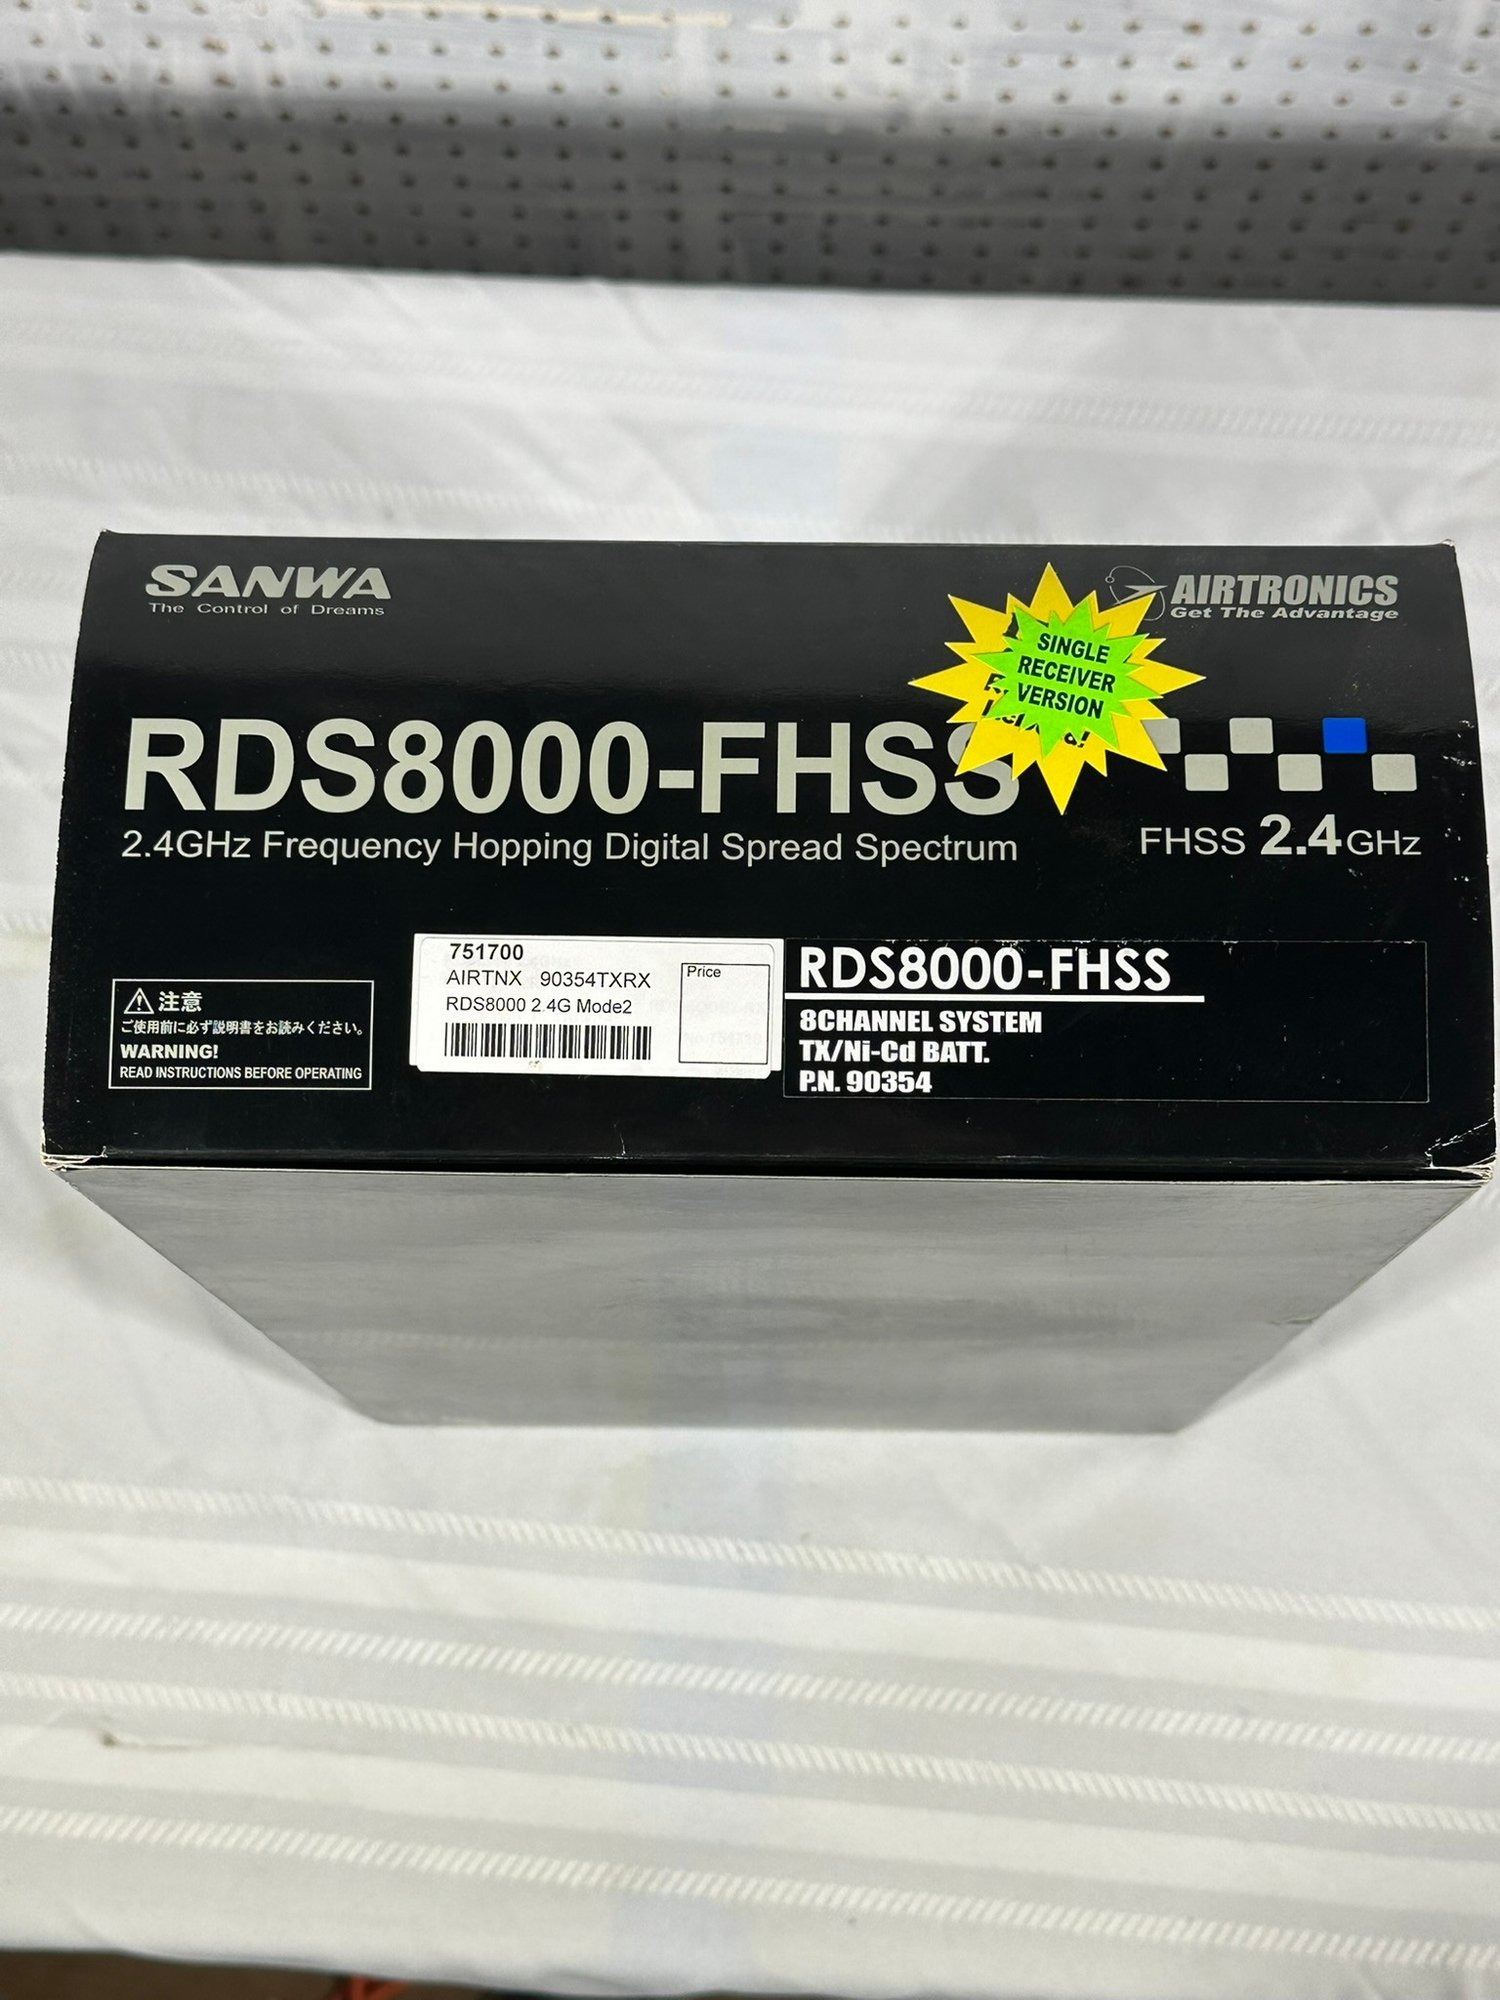 SANWA
The Control of Dreams
AIRTRONICS
Get The Advantage
SINGLE
RECEIVER
VERSION
RDS8000-FHSS
2.4GHz Frequency Hopping Digital Spread Spectrum
FHSS 2.4GHz
注意
ご使用前に必ず説明書をお読みください。
WARNING!
READ INSTRUCTIONS BEFORE OPERATING
751700
AIRTNX 90354TXRX
RDS8000 2.4G Mode2
Price
RDS8000-FHSS
8CHANNEL SYSTEM
TX/Ni-Cd BATT.
P.N. 90354